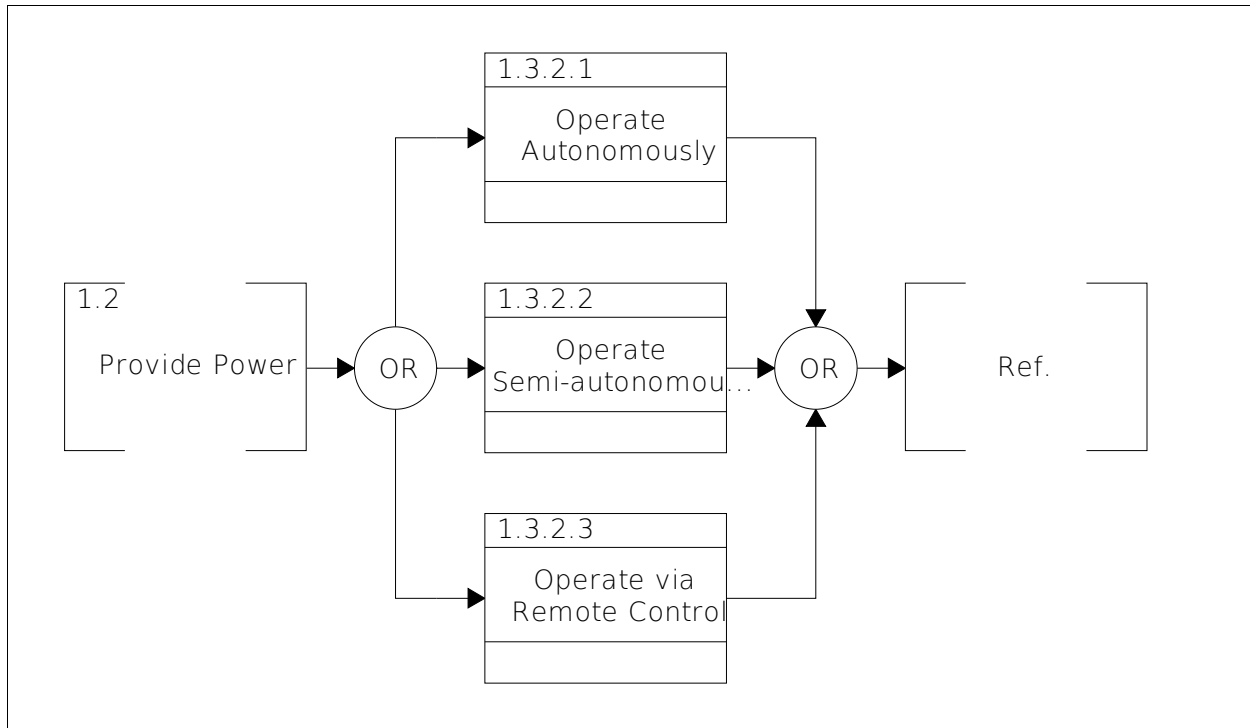 1.3.2.1
Operate
Autonomously
1.2
Provide Power
OR
1.3.2.2
Operate
Semi-autonomou...
OR
Ref.
1.3.2.3
Operate via
Remote Control